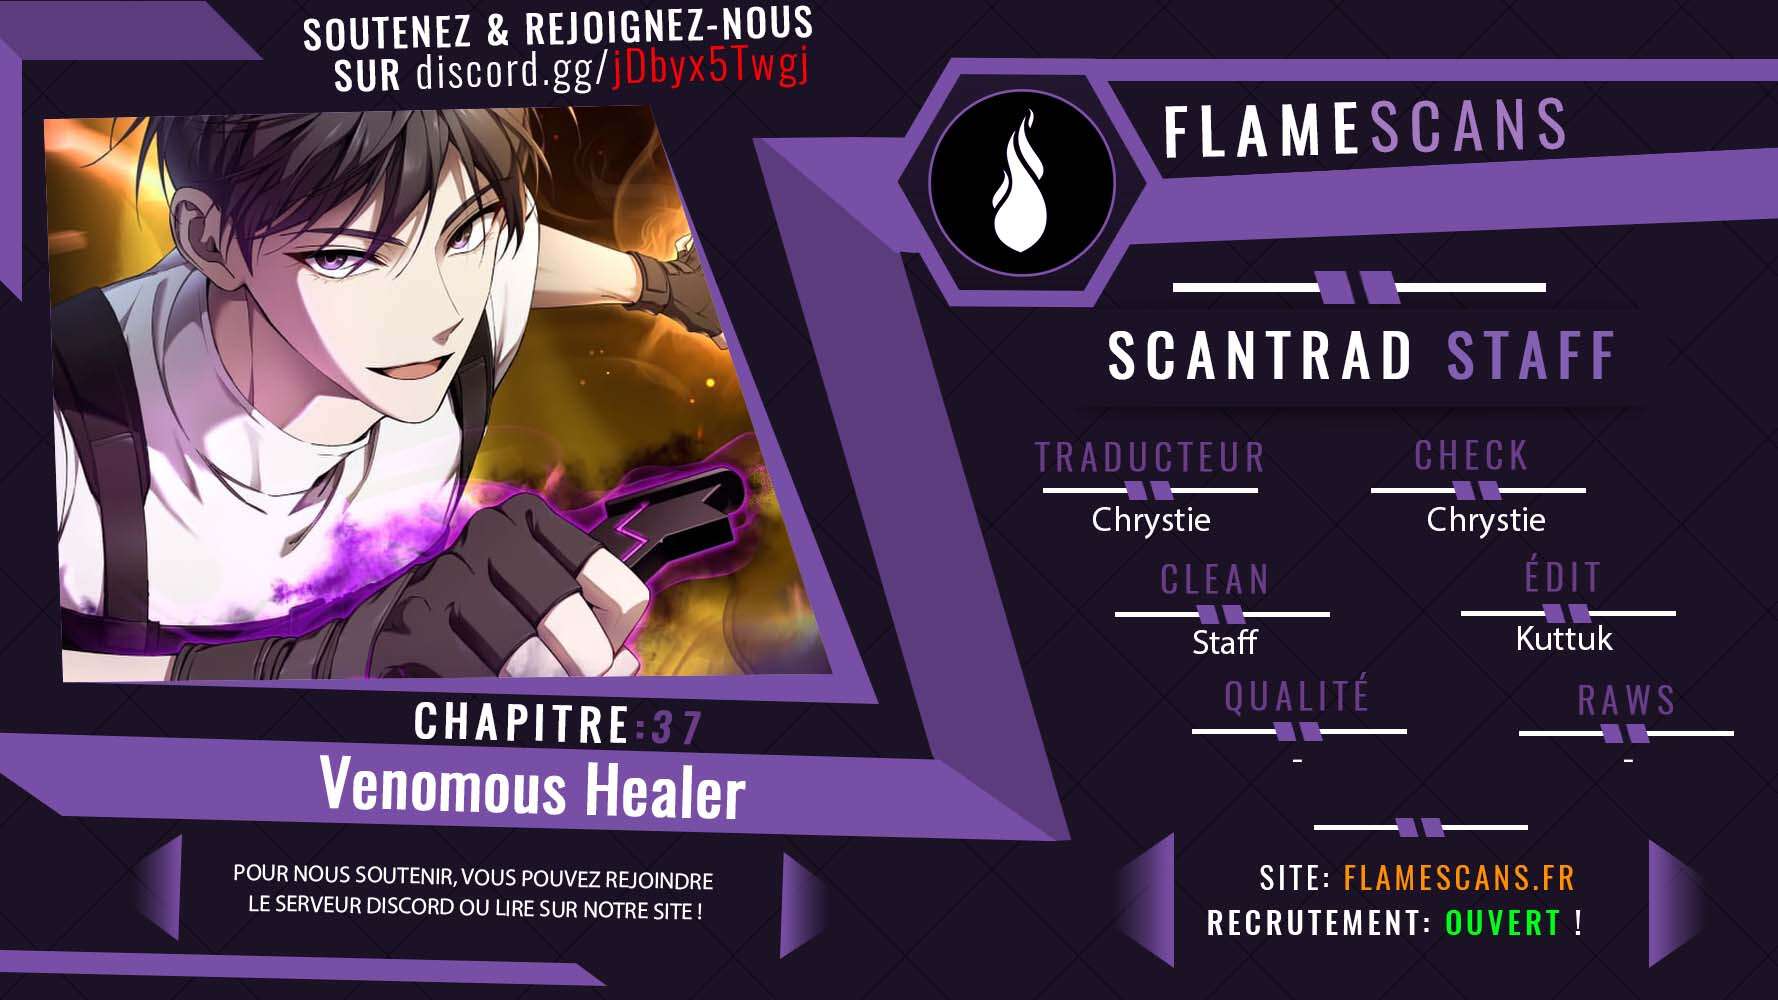 SOUTENEZ & REJOIGNEZ-NOUS
SUR discord.gg/jDbyx5Twgj
FLAMESCANS
SCANTRAD STAFF
TRADUCTEUR
Chrystie
CHECK
Chrystie
CLEAN
Staff
ÉDIT
Kuttuk
QUALITÉ
-
RAWS
-
CHAPITRE:37
Venomous Healer
POUR NOUS SOUTENIR, VOUS POUVEZ REJOINDRE
LE SERVEUR DISCORD OU LIRE SUR NOTRE SITE !
SITE: FLAMESCANS.FR
RECRUTEMENT: OUVERT !